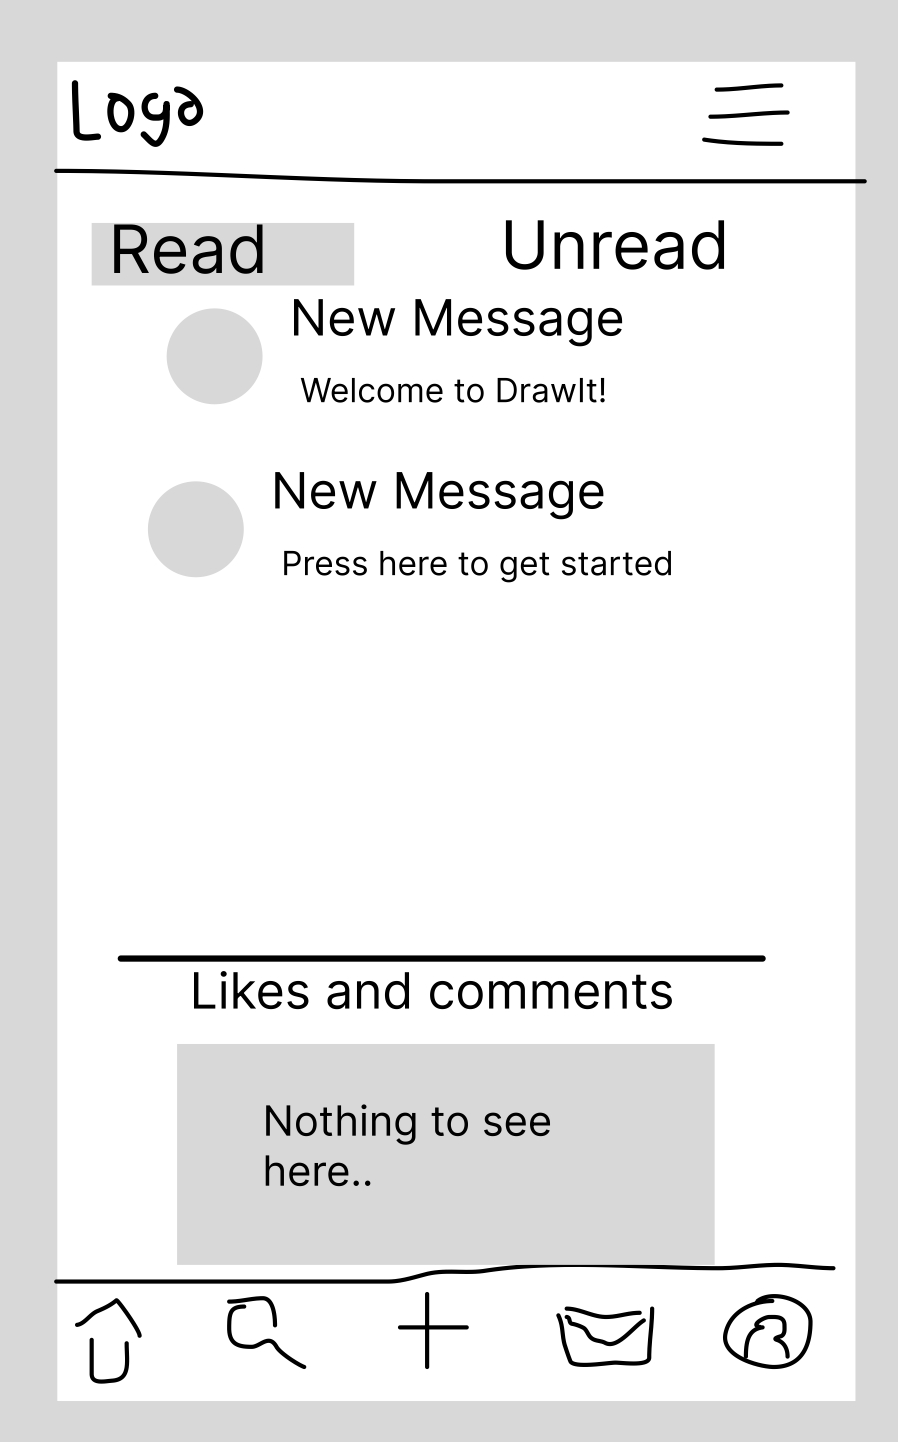 Logo
Read
Unread
New Message
Welcome to DrawIt!
New Message
Press here to get started
Likes and comments
Nothing to see
here..